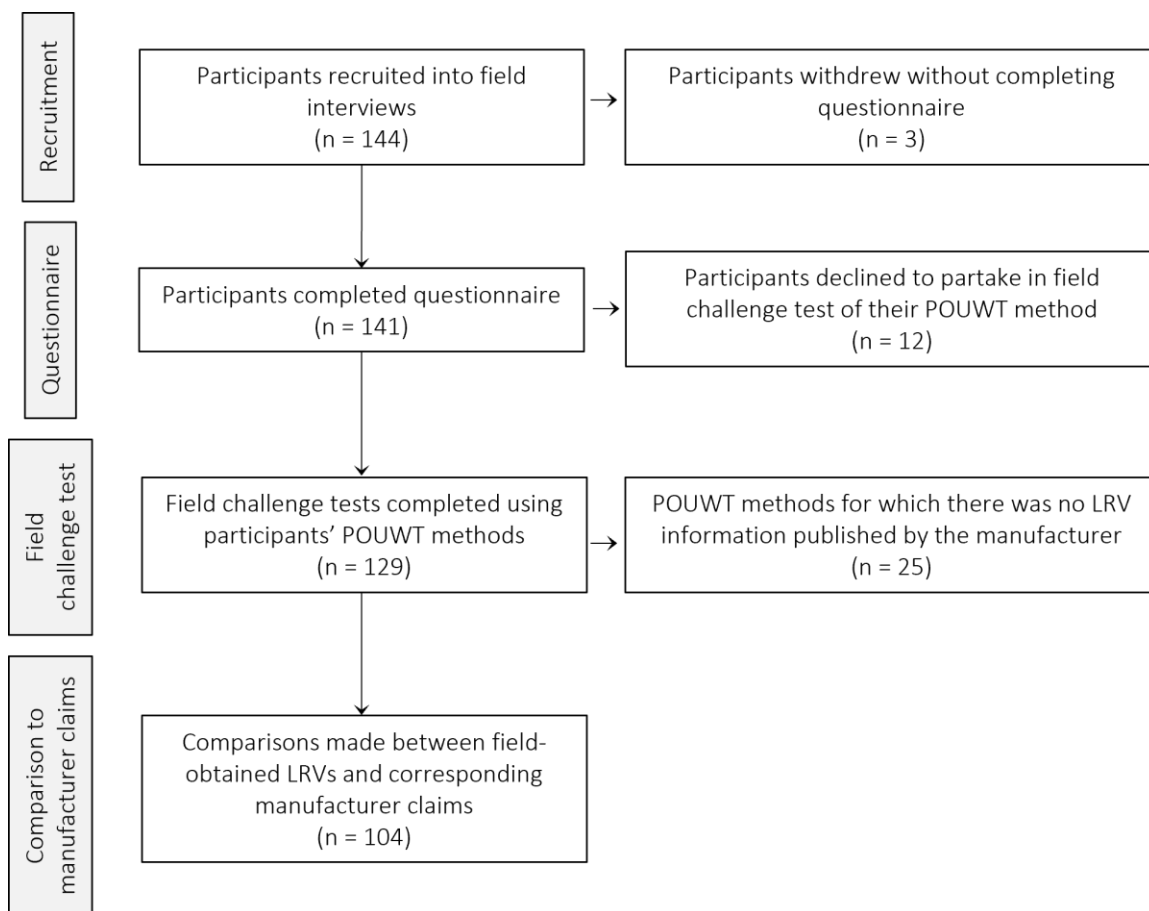 Recruitment
Participants recruited into field
interviews
(n = 144)
Participants withdrew without completing
questionnaire
(n = 3)
Questionnaire
Participants completed questionnaire
(n = 141)
Participants declined to partake in field
challenge test of their POUWT method
(n = 12)
Field
challenge test
Field challenge tests completed using
participants’ POUWT methods
(n = 129)
POUWT methods for which there was no LRV
information published by the manufacturer
(n = 25)
Comparison to
manufacturer claims
Comparisons made between field-
obtained LRVs and corresponding
manufacturer claims
(n = 104)